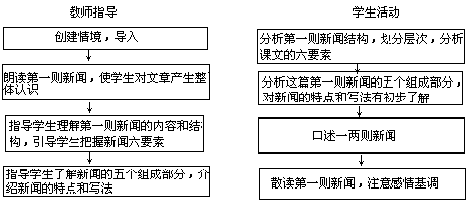 教师指导
创建情境，导入
朗读第一则新闻，使学生对文章产生整
体认识
指导学生理解第一则新闻的内容和结
构，引导学生把握新闻六要素
指导学生了解新闻的五个组成部分，介
绍新闻的特点和写法
学生活动
分析第一则新闻结构，划分层次，分析
课文的六要素
分析这篇第一则新闻的五个组成部分，
对新闻的特点和写法有初步了解
口述一两则新闻
散读第一则新闻，注意感情基调